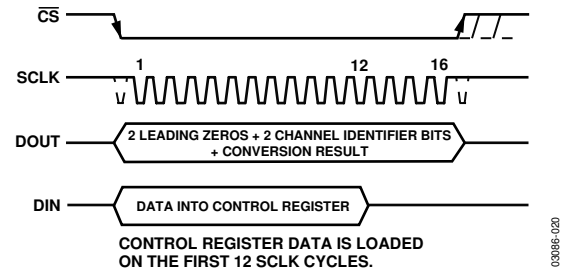 CS
1 12 16
SCLK
DOUT 2 LEADING ZEROS + 2 CHANNEL IDENTIFIER BITS
+ CONVERSION RESULT
DIN DATA INTO CONTROL REGISTER
CONTROL REGISTER DATA IS LOADED
ON THE FIRST 12 SCLK CYCLES.
03086-020